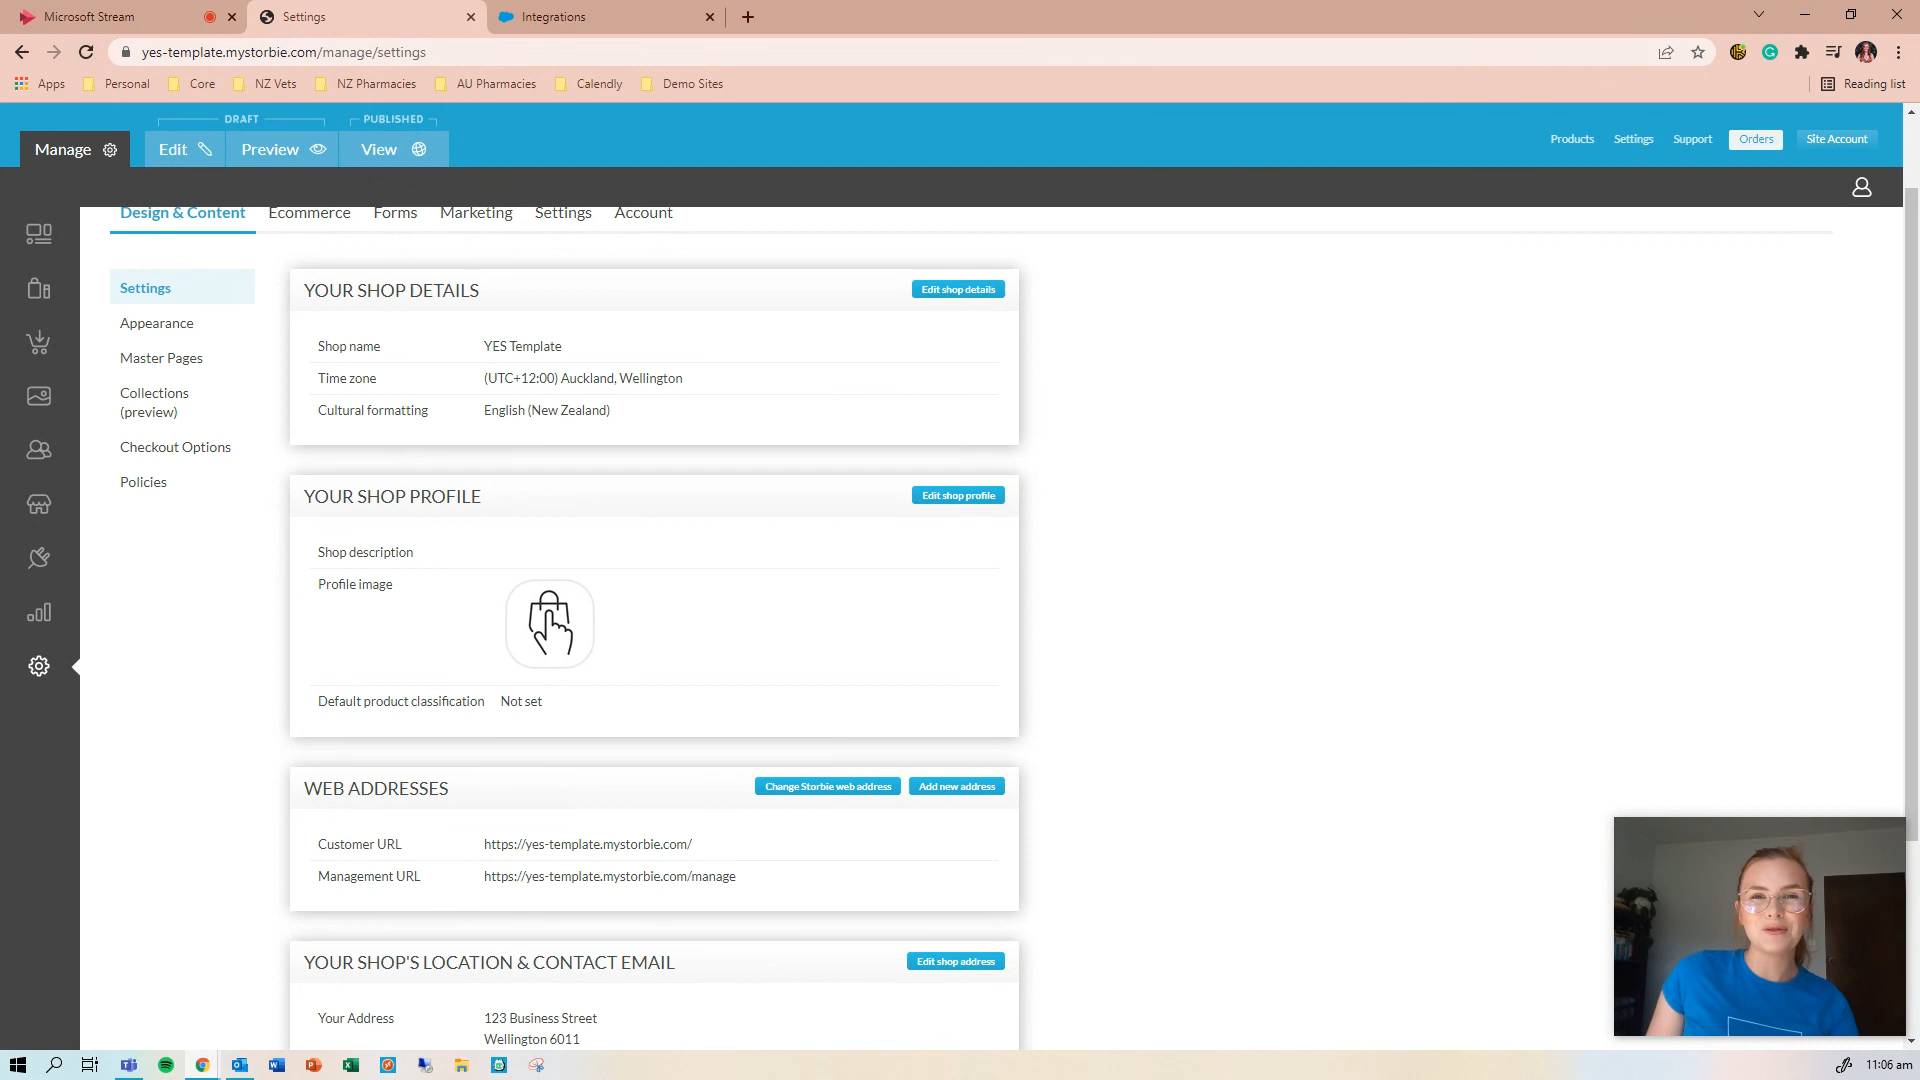 Microsoft Stream
Settings
Integrations
yes-template.mystorbie.com/manage/settings
Apps
Personal
Core
NZ Vets
NZ Pharmacies
AU Pharmacies
Calendly
Demo Sites
Reading list
DRAFT
PUBLISHED
Manage
Edit
Preview
View
Products
Settings
Support
Orders
Site Account
Design & Content
Ecommerce
Forms
Marketing
Settings
Account
Settings
Appearance
Master Pages
Collections
(preview)
Checkout Options
Policies
YOUR SHOP DETAILS
Edit shop details
Shop name YES Template
Time zone (UTC+12:00) Auckland, Wellington
Cultural formatting English (New Zealand)
YOUR SHOP PROFILE
Edit shop profile
Shop description
Profile image
Default product classification Not set
WEB ADDRESSES
Change Storbie web address
Add new address
Customer URL https://yes-template.mystorbie.com/
Management URL https://yes-template.mystorbie.com/manage
YOUR SHOP'S LOCATION & CONTACT EMAIL
Edit shop address
Your Address 123 Business Street
Wellington 6011
11:06 am